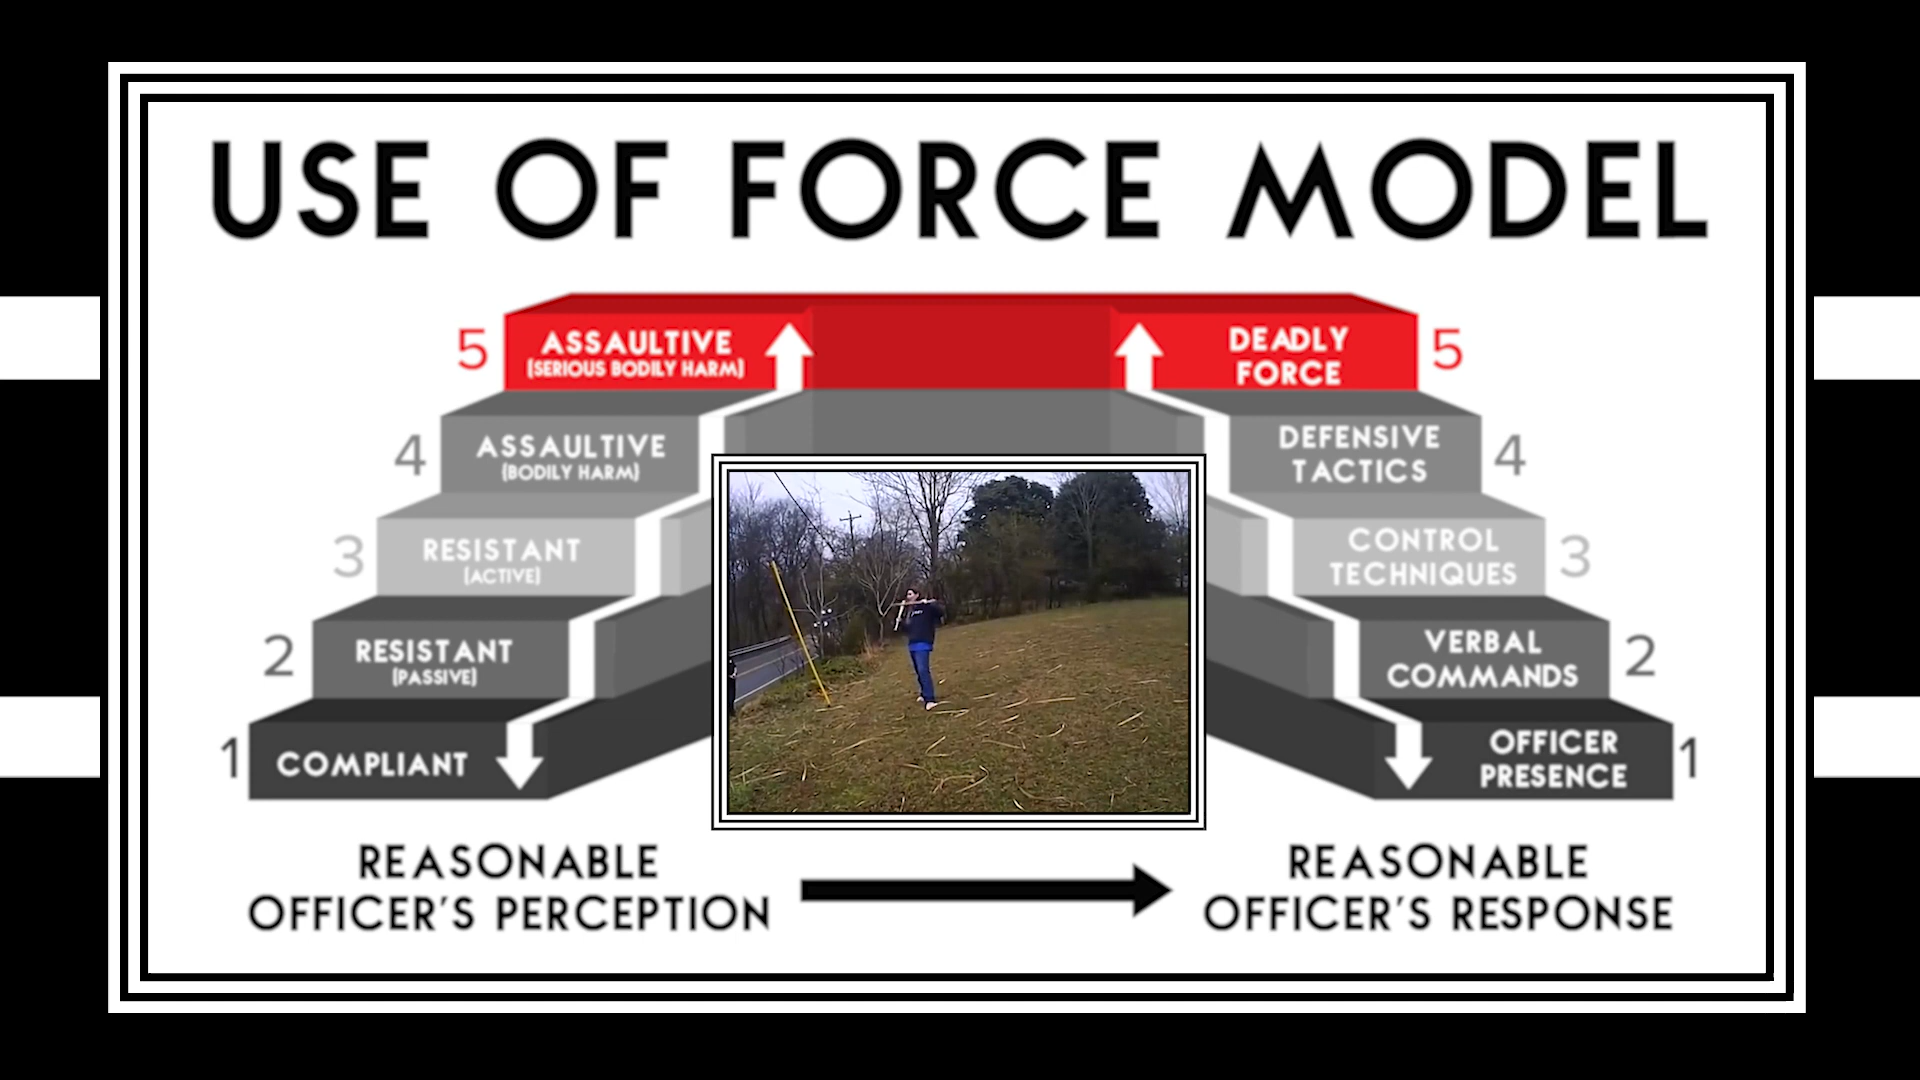 USE OF FORCE MODEL
5 ASSAULTIVE
(SERIOUS BODILY HARM)
DEADLY
FORCE 5
4 ASSAULTIVE
(BODILY HARM)
DEFENSIVE
TACTICS 4
3 RESISTANT
(ACTIVE)
CONTROL
TECHNIQUES 3
2 RESISTANT
(PASSIVE)
VERBAL
COMMANDS 2
1 COMPLIANT
OFFICER
PRESENCE 1
REASONABLE
OFFICER'S PERCEPTION
REASONABLE
OFFICER'S RESPONSE